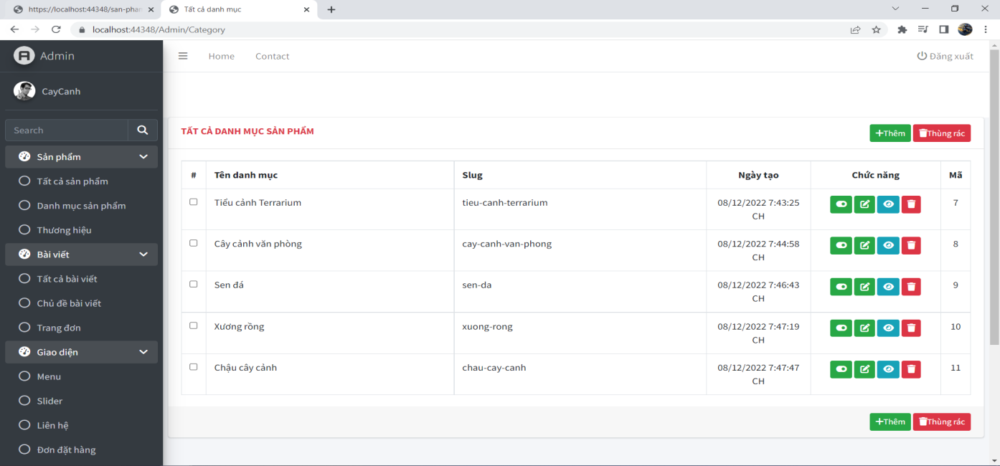 https://localhost:44348/san-phan
Tất cả danh mục
localhost:44348/Admin/Category
Admin
Home
Contact
Đăng xuất
CayCanh
Search
Sản phẩm
Tất cả sản phẩm
Danh mục sản phẩm
Thương hiệu
Bài viết
Tất cả bài viết
Chủ đề bài viết
Trang đơn
Giao diện
Menu
Slider
Liên hệ
Đơn đặt hàng
TẤT CẢ DANH MỤC SẢN PHẨM
+Thêm
Thùng rác
# Tên danh mục Slug Ngày tạo Chức năng Mã
Tiểu cảnh Terrarium tieu-canh-terrarium 08/12/2022 7:43:25 7
CH
Cây cảnh văn phòng cay-canh-van-phong 08/12/2022 7:44:58 8
CH
Sen đá sen-da 08/12/2022 7:46:43 9
CH
Xương rồng xuong-rong 08/12/2022 7:47:19 10
CH
Chậu cây cảnh chau-cay-canh 08/12/2022 7:47:47 11
CH
+Thêm
Thùng rác